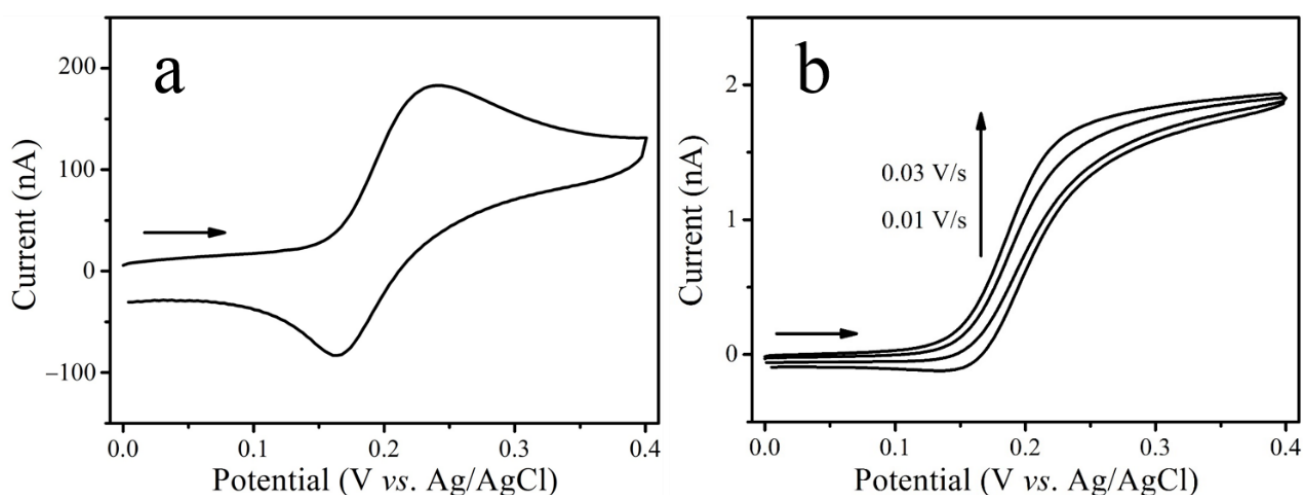 a
200
100
0
–100
Current (nA)
0.0 0.1 0.2 0.3 0.4
Potential (V vs. Ag/AgCl)
b
2
1
0
Current (nA)
0.03 V/s
0.01 V/s
0.0 0.1 0.2 0.3 0.4
Potential (V vs. Ag/AgCl)